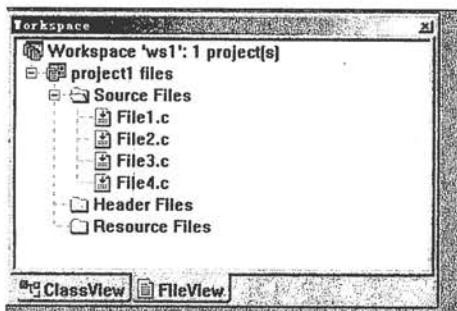 Workspace
Workspace 'ws1': 1 project(s)
project1 files
Source Files
File1.c
File2.c
File3.c
File4.c
Header Files
Resource Files
ClassView FileView